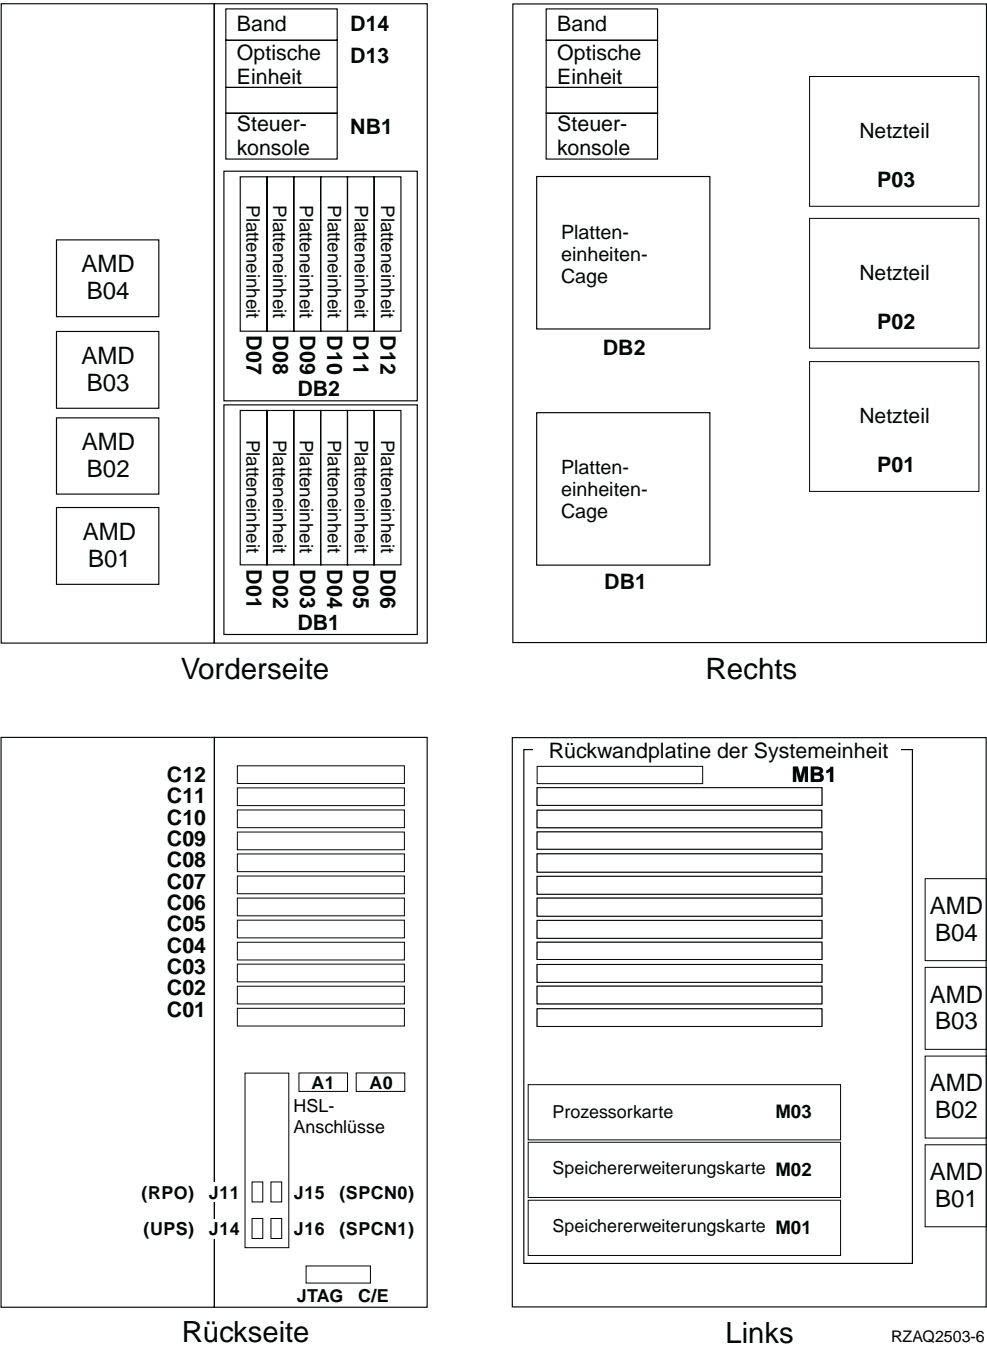 Band D14
Optische D13
Einheit
Steuer- NB1
konsole
AMD
B04
AMD
B03
AMD
B02
AMD
B01
Platteneinheit
Platteneinheit
Platteneinheit
Platteneinheit
Platteneinheit
Platteneinheit
D07
D08
D09
D10
D11
D12
DB2
Platteneinheit
Platteneinheit
Platteneinheit
Platteneinheit
Platteneinheit
Platteneinheit
D01
D02
D03
D04
D05
D06
DB1
Vorderseite
Band
Optische
Einheit
Steuer-
konsole
Netzteil
P03
Platten-
einheiten-
Cage
DB2
Netzteil
P02
Netzteil
P01
Platten-
einheiten-
Cage
DB1
Rechts
C12
C11
C10
C09
C08
C07
C06
C05
C04
C03
C02
C01
A1 A0
HSL-
Anschlüsse
(RPO) J11 J15 (SPCN0)
(UPS) J14 J16 (SPCN1)
JTAG C/E
Rückseite
Rückwandplatine der Systemeinheit
MB1
AMD
B04
AMD
B03
AMD
B02
AMD
B01
Prozessorkarte M03
Speichererweiterungskarte M02
Speichererweiterungskarte M01
Links
RZAQ2503-6